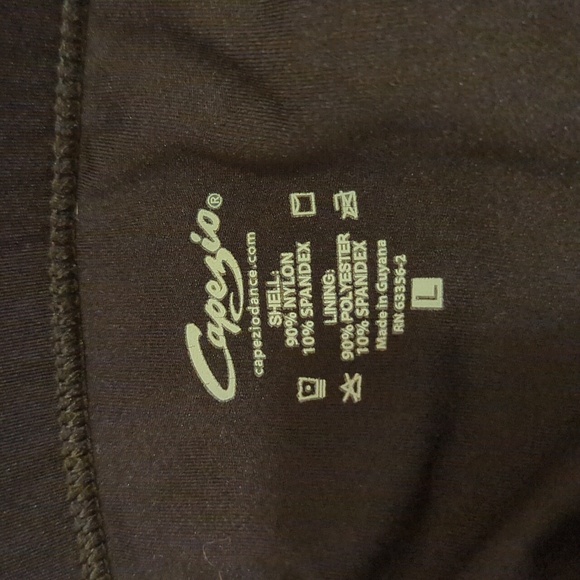 Capezio®
capeziodance.com
SHELL:
90% NYLON
10% SPANDEX
LINING:
90% POLYESTER
10% SPANDEX
Made in Guyana
RN 63356-2
L